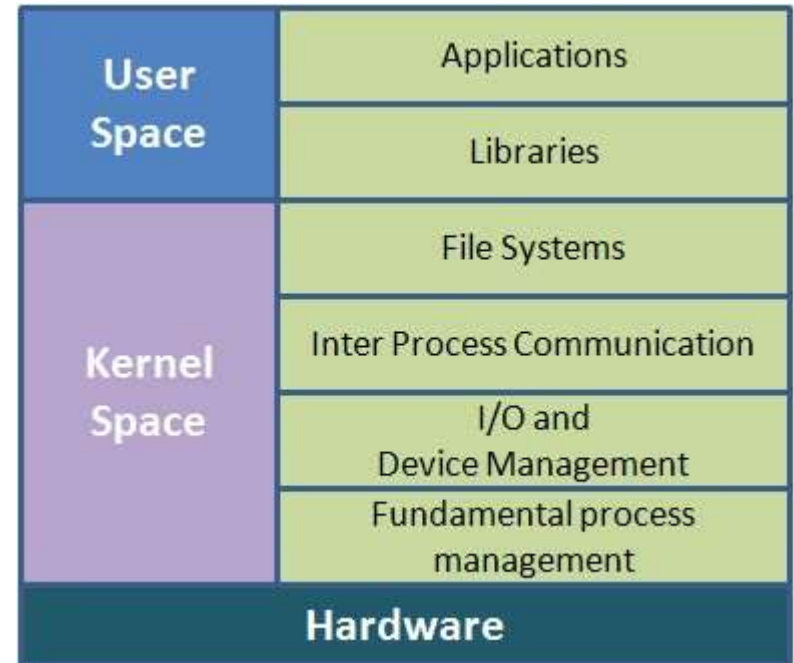 User
Space
Applications
Libraries
Kernel
Space
File Systems
Inter Process Communication
I/O and
Device Management
Fundamental process
management
Hardware